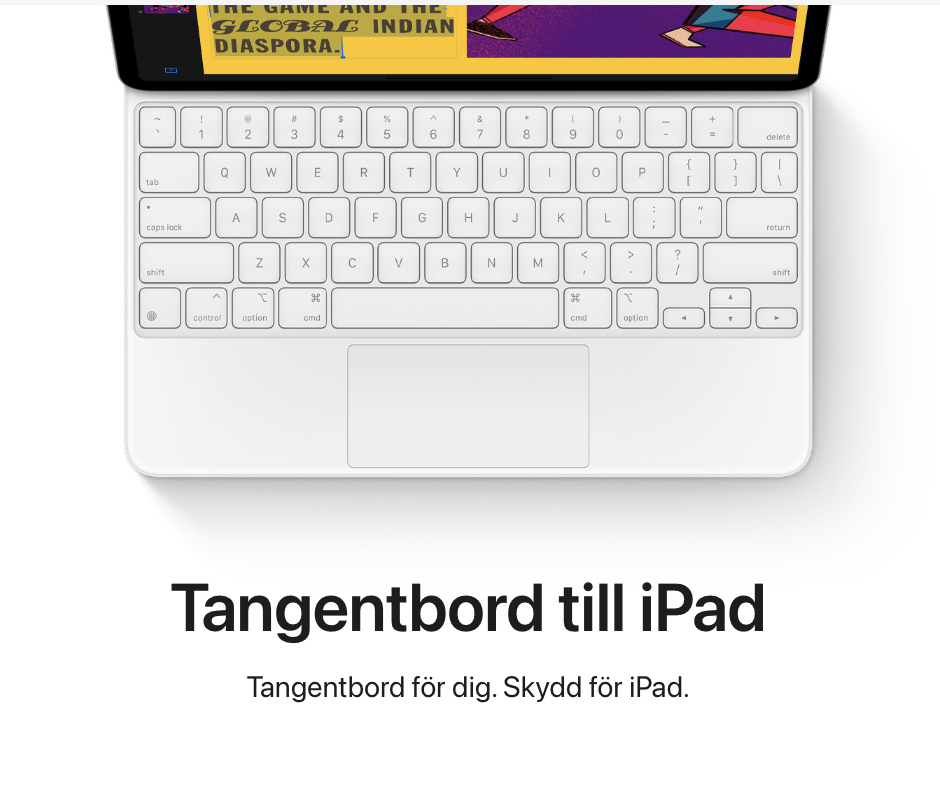 THE GAME AND THE
GLOBAL INDIAN
DIASPORA.
~ ! @ # $ % ^ & * ( ) — +
` 1 2 3 4 5 6 7 8 9 0 - = delete
tab Q W E R T Y U I O P { [ } ] | \
caps lock A S D F G H J K L : ; " ' return
shift Z X C V B N M < , > . ? / shift
^ control ⌥ option ⌘ cmd ⌘ cmd ⌥ option ◄ ▲ ▼ ►
Tangentbord till iPad
Tangentbord för dig. Skydd för iPad.